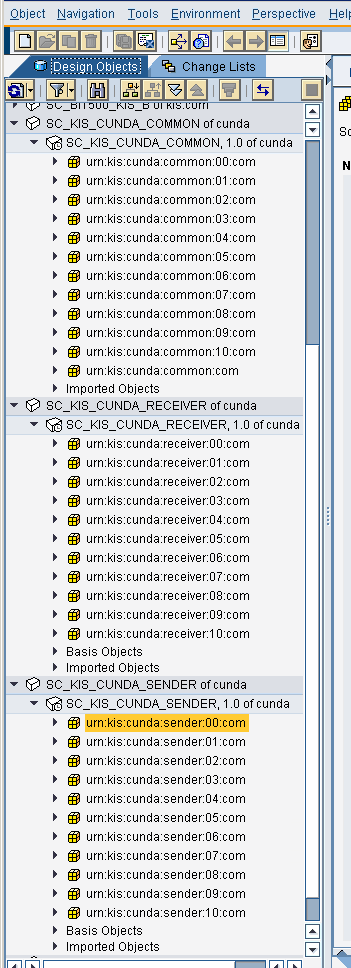 Object Navigation Tools Environment Perspective Help
Design Objects Change Lists
SC_BIT500_KIS_B of kis.com
SC_KIS_CUNDA_COMMON of cunda
SC_KIS_CUNDA_COMMON, 1.0 of cunda
urn:kis:cunda:common:00:com
urn:kis:cunda:common:01:com
urn:kis:cunda:common:02:com
urn:kis:cunda:common:03:com
urn:kis:cunda:common:04:com
urn:kis:cunda:common:05:com
urn:kis:cunda:common:06:com
urn:kis:cunda:common:07:com
urn:kis:cunda:common:08:com
urn:kis:cunda:common:09:com
urn:kis:cunda:common:10:com
urn:kis:cunda:common:com
Imported Objects
SC_KIS_CUNDA_RECEIVER of cunda
SC_KIS_CUNDA_RECEIVER, 1.0 of cunda
urn:kis:cunda:receiver:00:com
urn:kis:cunda:receiver:01:com
urn:kis:cunda:receiver:02:com
urn:kis:cunda:receiver:03:com
urn:kis:cunda:receiver:04:com
urn:kis:cunda:receiver:05:com
urn:kis:cunda:receiver:06:com
urn:kis:cunda:receiver:07:com
urn:kis:cunda:receiver:08:com
urn:kis:cunda:receiver:09:com
urn:kis:cunda:receiver:10:com
Basis Objects
Imported Objects
SC_KIS_CUNDA_SENDER of cunda
SC_KIS_CUNDA_SENDER, 1.0 of cunda
urn:kis:cunda:sender:00:com
urn:kis:cunda:sender:01:com
urn:kis:cunda:sender:02:com
urn:kis:cunda:sender:03:com
urn:kis:cunda:sender:04:com
urn:kis:cunda:sender:05:com
urn:kis:cunda:sender:06:com
urn:kis:cunda:sender:07:com
urn:kis:cunda:sender:08:com
urn:kis:cunda:sender:09:com
urn:kis:cunda:sender:10:com
Basis Objects
Imported Objects